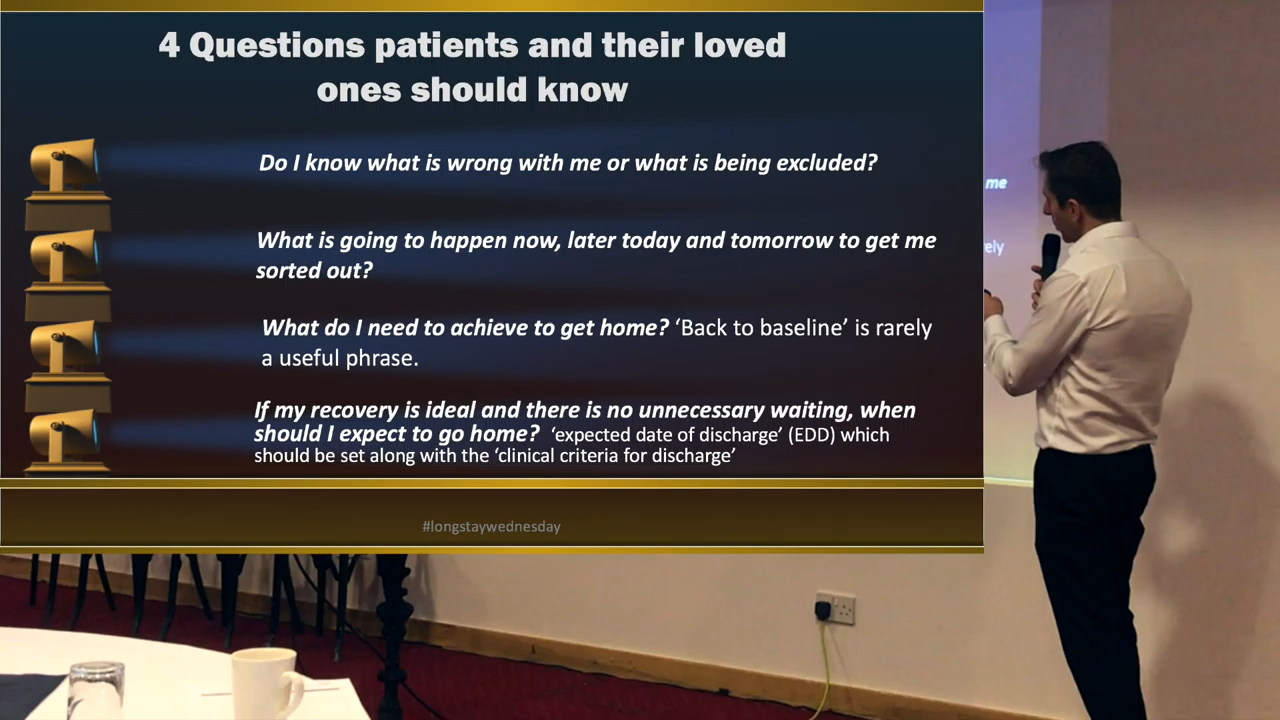 4 Questions patients and their loved
ones should know
Do I know what is wrong with me or what is being excluded?
What is going to happen now, later today and tomorrow to get me
sorted out?
What do I need to achieve to get home? ‘Back to baseline’ is rarely
a useful phrase.
If my recovery is ideal and there is no unnecessary waiting, when
should I expect to go home? ‘expected date of discharge’ (EDD) which
should be set along with the ‘clinical criteria for discharge’
#longstaywednesday
me
ely